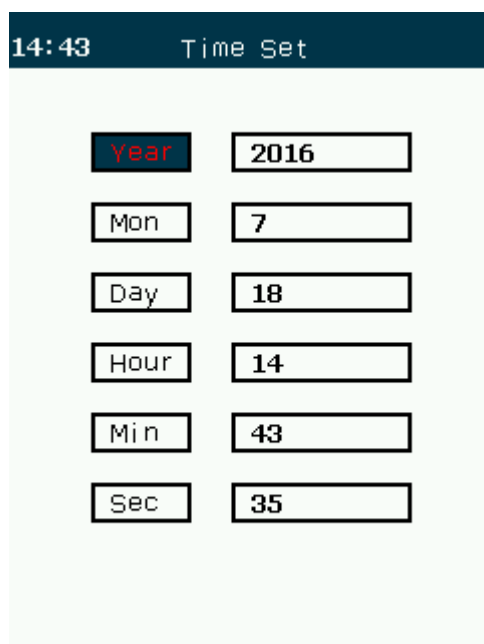 14:43 Time Set
Year 2016
Mon 7
Day 18
Hour 14
Min 43
Sec 35